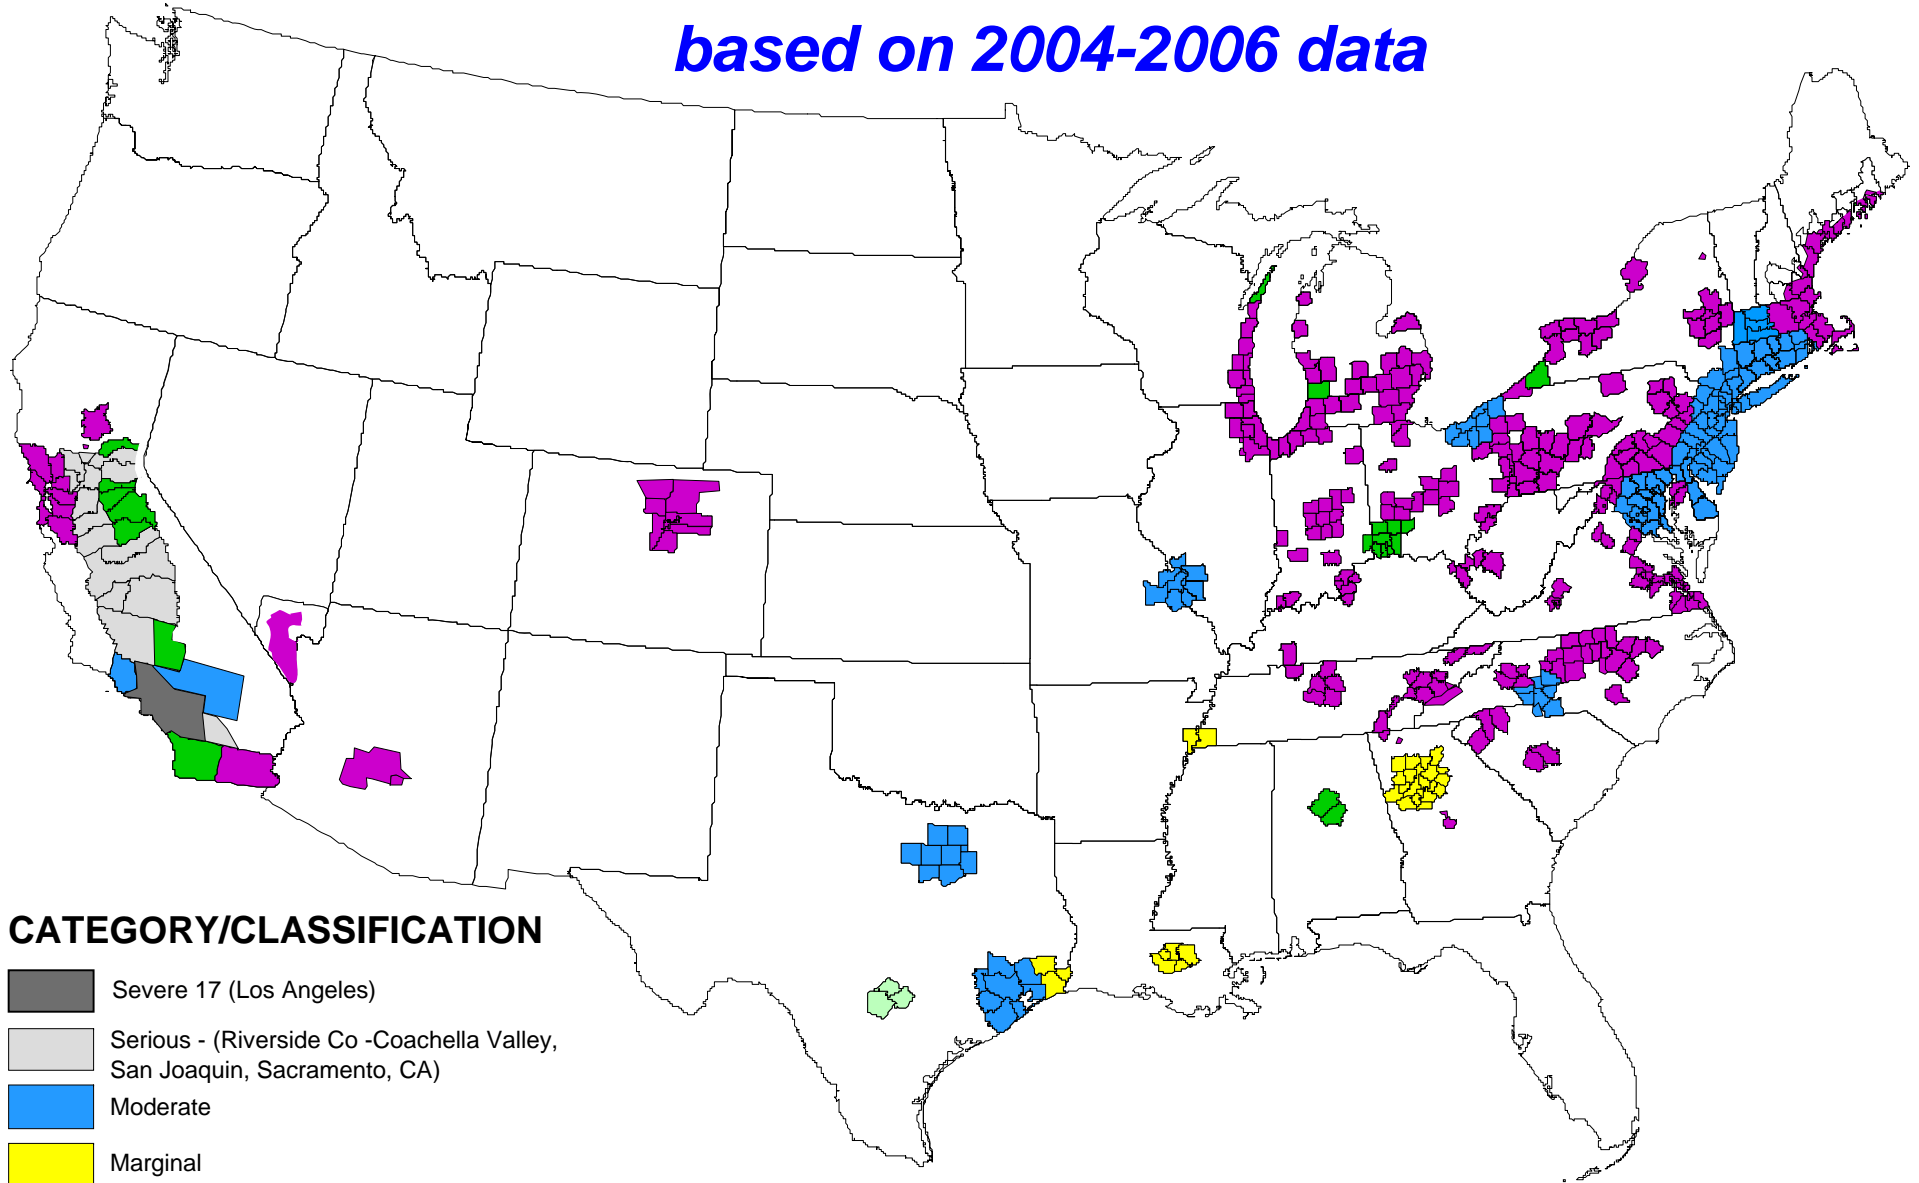 based on 2004-2006 data
CATEGORY/CLASSIFICATION
Severe 17 (Los Angeles)
Serious - (Riverside Co -Coachella Valley,
San Joaquin, Sacramento, CA)
Moderate
Marginal